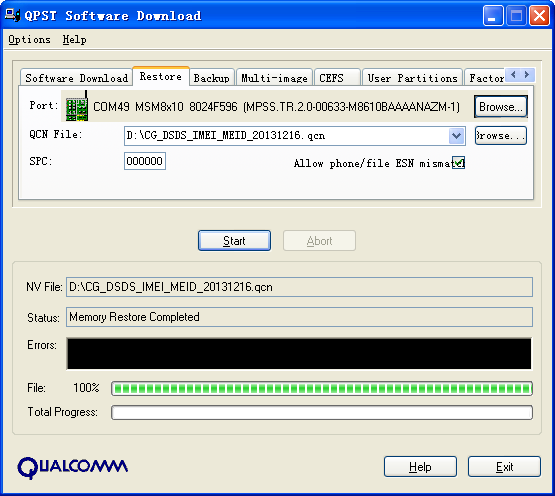 QPST Software Download
Options Help
Software Download Restore Backup Multi-image CEFS User Partitions Factor
Port: COM49 MSM8x10 8024F596 (MPSS.TR.2.0-00633-M8610BAAAANAZM-1) Browse...
QCN File: D:\CG_DSDS_IMEI_MEID_20131216.qcn Browse...
SPC: 000000 Allow phone/file ESN mismatch
Start Abort
NV File: D:\CG_DSDS_IMEI_MEID_20131216.qcn
Status: Memory Restore Completed
Errors:
File: 100%
Total Progress:
QUALCOMM Help Exit